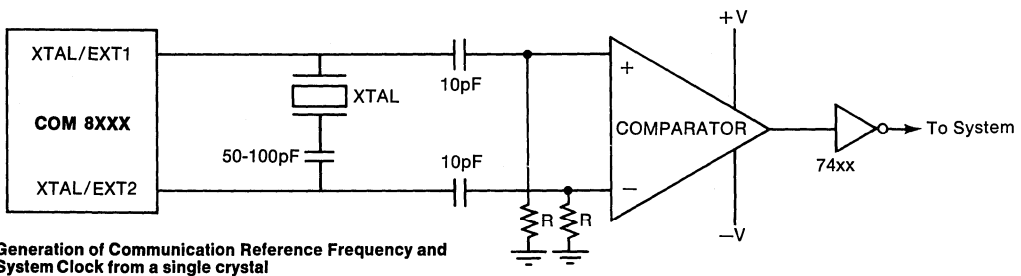 +V
XTAL/EXT1
10pF
+
XTAL
COM 8XXX
COMPARATOR
To System
50-100pF
10pF
74xx
XTAL/EXT2
−
R
R
−V
Generation of Communication Reference Frequency and
System Clock from a single crystal